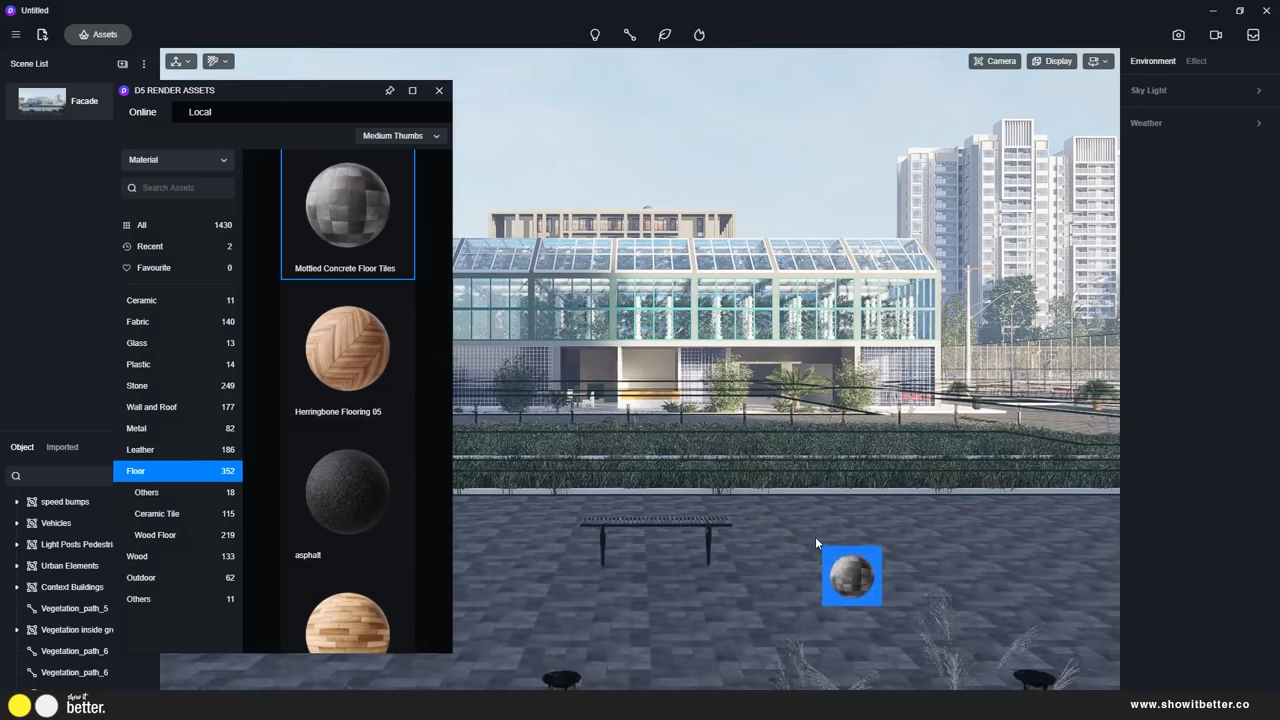 Untitled
Assets
Scene List
Facade
Camera
Display
Environment
Effect
Sky Light
Weather
D5 RENDER ASSETS
Online
Local
Medium Thumbs
Material
Search Assets
All 1430
Recent 2
Favourite 0
Ceramic 11
Fabric 140
Glass 13
Plastic 14
Stone 249
Wall and Roof 177
Metal 82
Leather 186
Floor 352
Others 18
Ceramic Tile 115
Wood Floor 219
Wood 133
Outdoor 62
Others 11
Mottled Concrete Floor Tiles
Herringbone Flooring 05
asphalt
Object
Imported
speed bumps
Vehicles
Light Posts Pedestri
Urban Elements
Context Buildings
Vegetation_path_5
Vegetation inside gr
Vegetation_path_6
Vegetation_path_6
show it
better.
www.showitbetter.co